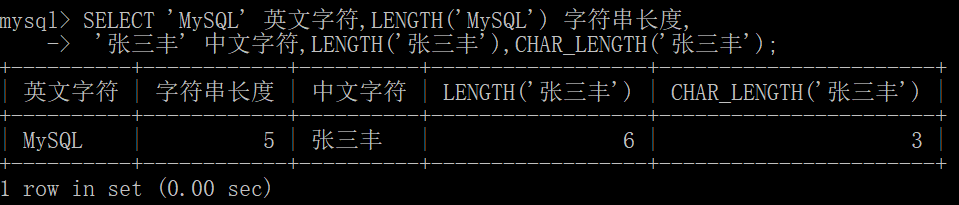 mysql> SELECT 'MySQL' 英文字符,LENGTH('MySQL') 字符串长度,
-> '张三丰' 中文字符,LENGTH('张三丰'),CHAR_LENGTH('张三丰');
+----------+------------+----------+------------------+-----------------------+
| 英文字符 | 字符串长度 | 中文字符 | LENGTH('张三丰') | CHAR_LENGTH('张三丰') |
+----------+------------+----------+------------------+-----------------------+
| MySQL | 5 | 张三丰 | 6 | 3 |
+----------+------------+----------+------------------+-----------------------+
1 row in set (0.00 sec)